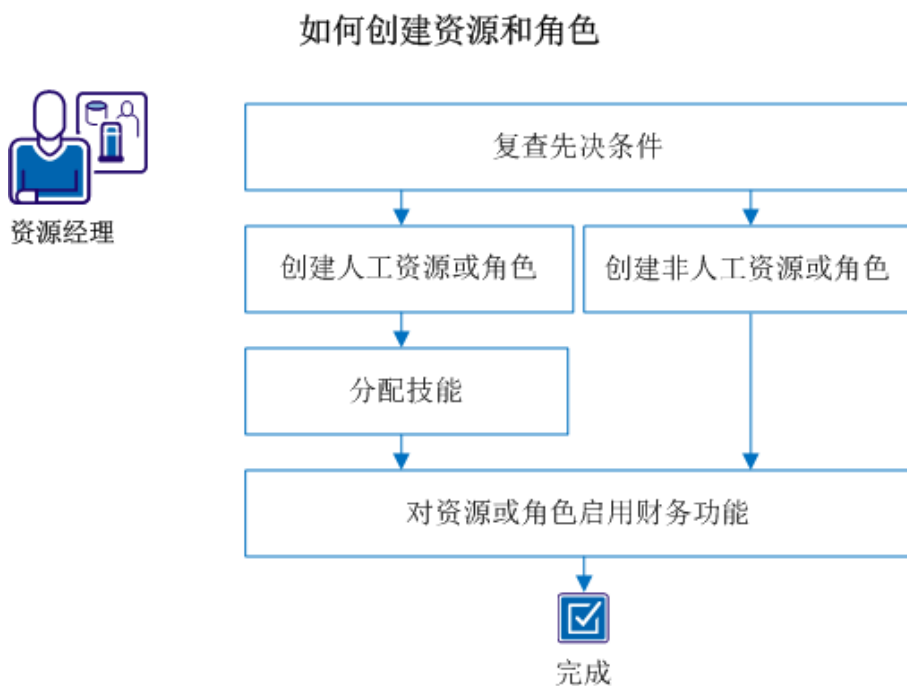 如何创建资源和角色
复查先决条件
资源经理
创建人工资源或角色
创建非人工资源或角色
分配技能
对资源或角色启用财务功能
完成